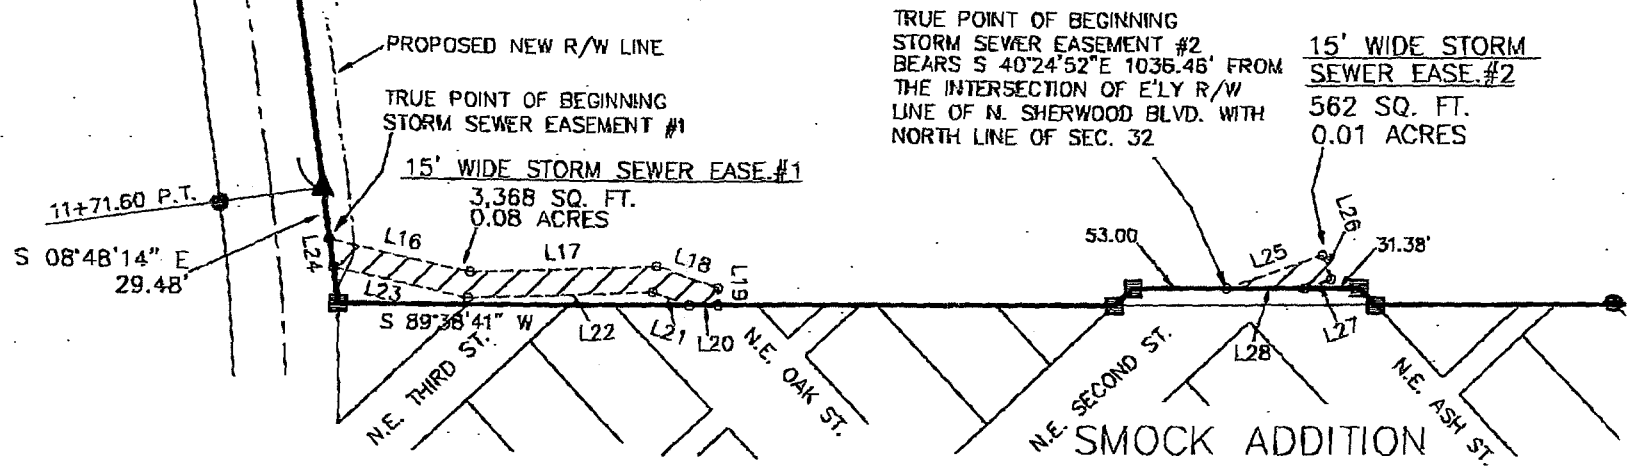 PROPOSED NEW R/W LINE
TRUE POINT OF BEGINNING
STORM SEWER EASEMENT #1
15' WIDE STORM SEWER EASE.#1
3,368 SQ. FT.
0.08 ACRES
TRUE POINT OF BEGINNING
STORM SEWER EASEMENT #2
BEARS S 40°24'52"E 1036.46' FROM
THE INTERSECTION OF E'LY R/W
LINE OF N. SHERWOOD BLVD. WITH
NORTH LINE OF SEC. 32
15' WIDE STORM
SEWER EASE.#2
562 SQ. FT.
0.01 ACRES
11+71.60 P.T.
S 08°48'14" E
29.48'
L24
L16
L17
L18
L19
L23
S 89°38'41" W
L22
L21
L20
53.00
L25
L26
31.38'
L28
L27
N.E. THIRD ST.
N.E. OAK ST.
N.E. SECOND ST.
N.E. ASH ST.
SMOCK ADDITION